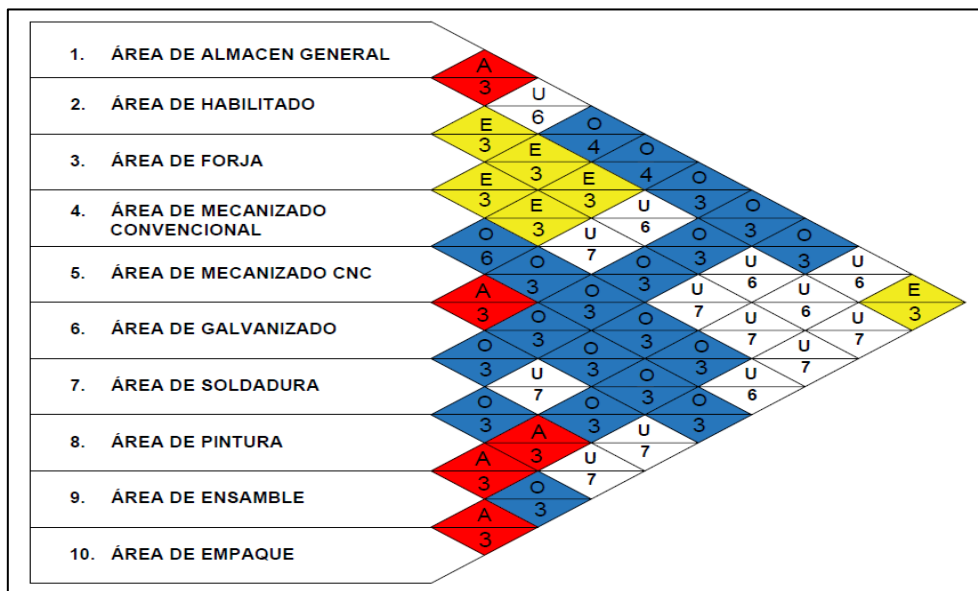 1. ÁREA DE ALMACEN GENERAL
2. ÁREA DE HABILITADO
3. ÁREA DE FORJA
4. ÁREA DE MECANIZADO
CONVENCIONAL
5. ÁREA DE MECANIZADO CNC
6. ÁREA DE GALVANIZADO
7. ÁREA DE SOLDADURA
8. ÁREA DE PINTURA
9. ÁREA DE ENSAMBLE
10. ÁREA DE EMPAQUE
A
3
U
6
E O
3 4
E O
3 4
E E O
3 3 3
E U O
3 6 3
O U O O
6 7 3 3
O O U U
3 3 6 6
A O U U E
3 3 7 6 3
O O U U
3 3 7 7
O O O U
3 3 3 7
U O U
7 3 6
O O O
3 3 3
A U
3 7
A U
3 7
O
3
A
3